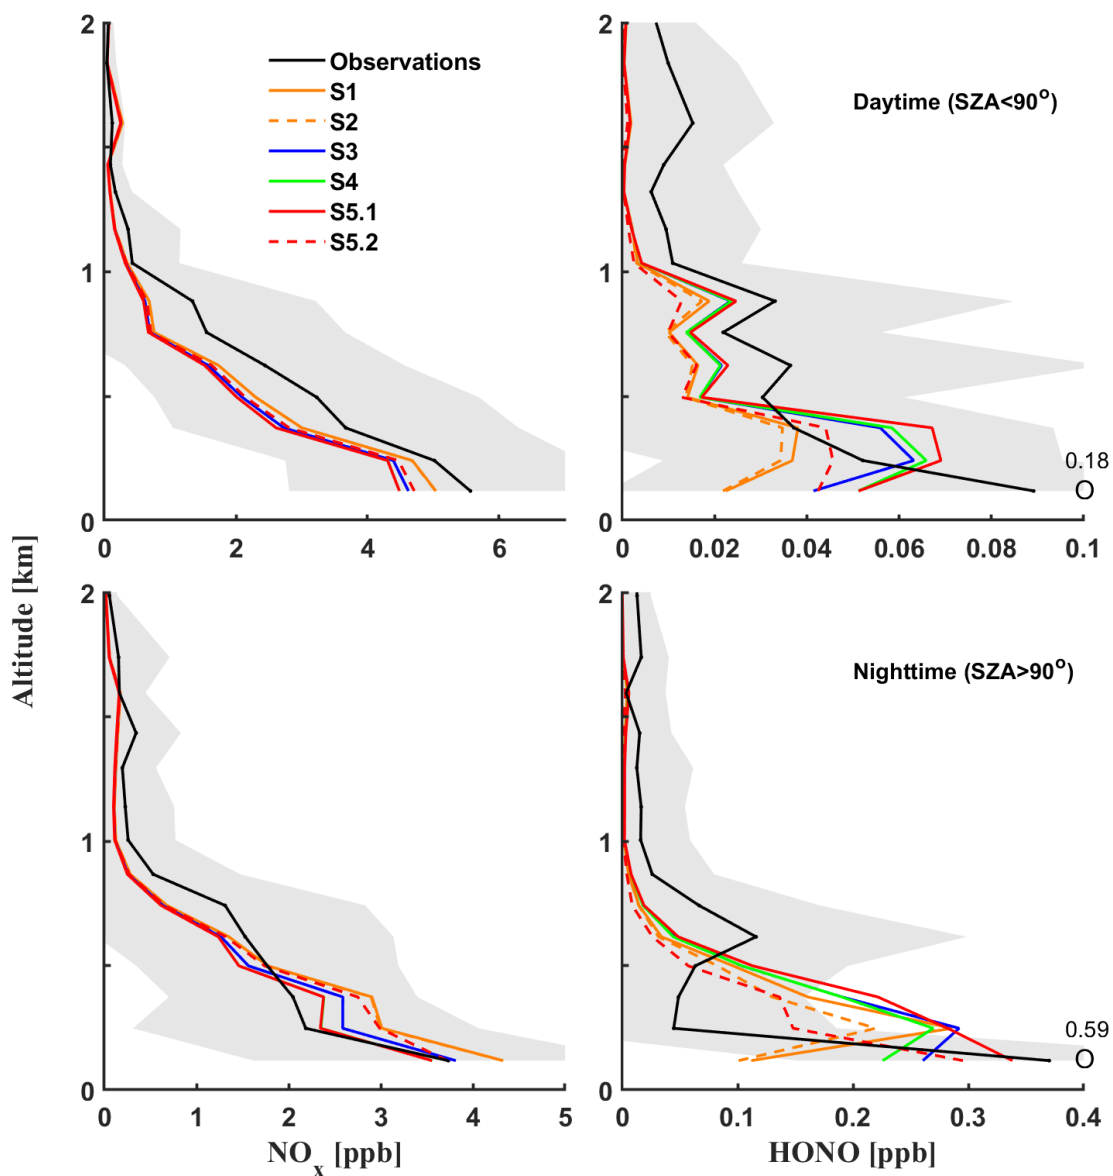 2
1
0
0
2
4
6
Observations
S1
S2
S3
S4
S5.1
S5.2
2
1
0
0
0.02
0.04
0.06
0.08
0.1
Daytime (SZA<90°)
0.18
O
Altitude [km]
2
1
0
0
1
2
3
4
5
NOx [ppb]
2
1
0
0
0.1
0.2
0.3
0.4
Nighttime (SZA>90°)
0.59
O
HONO [ppb]